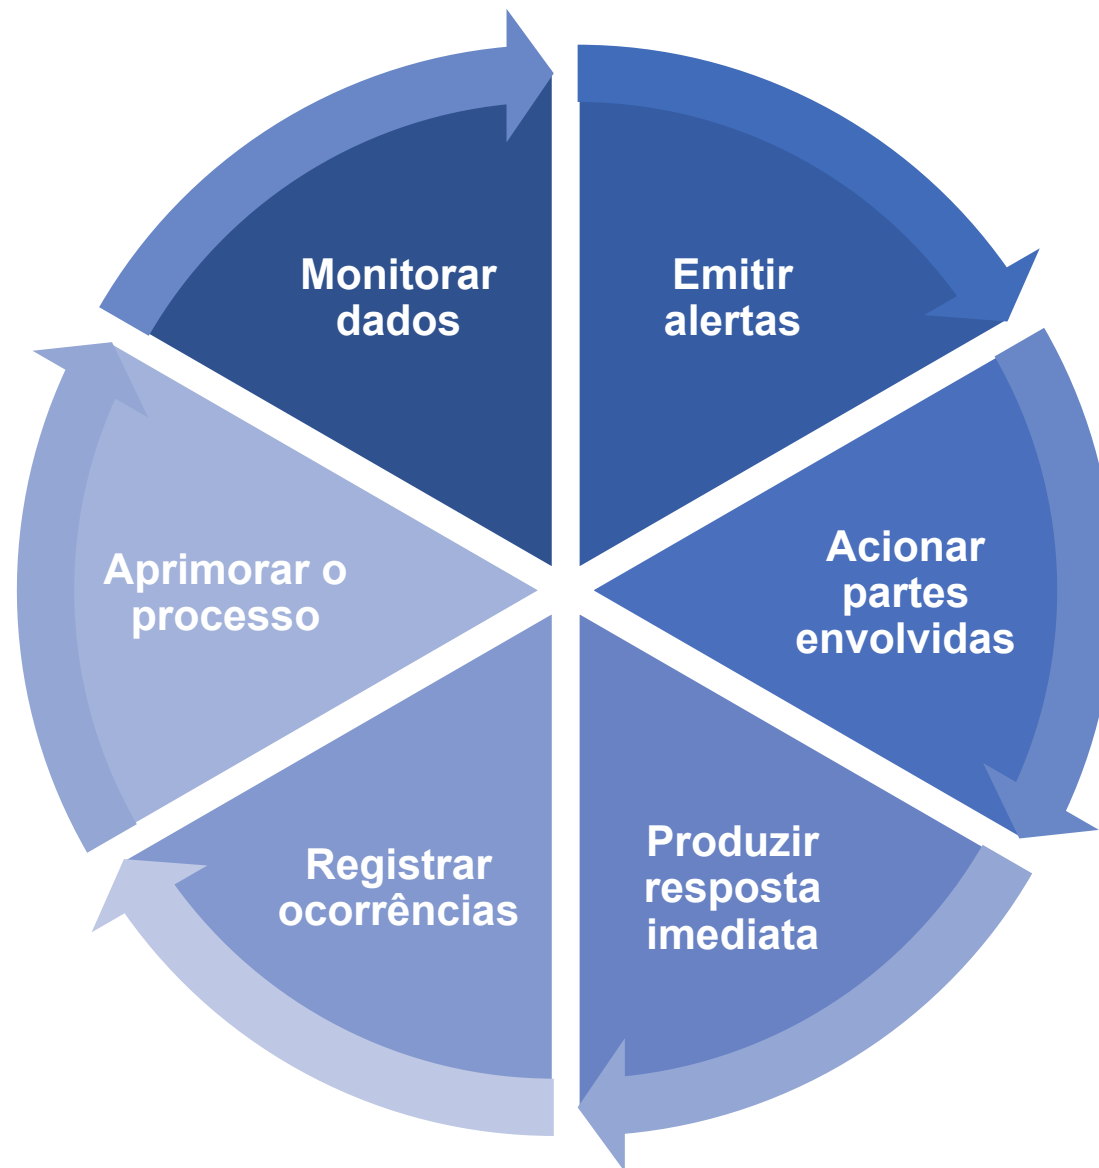 Monitorar
dados
Emitir
alertas
Acionar
partes
envolvidas
Produzir
resposta
imediata
Registrar
ocorrências
Aprimorar o
processo